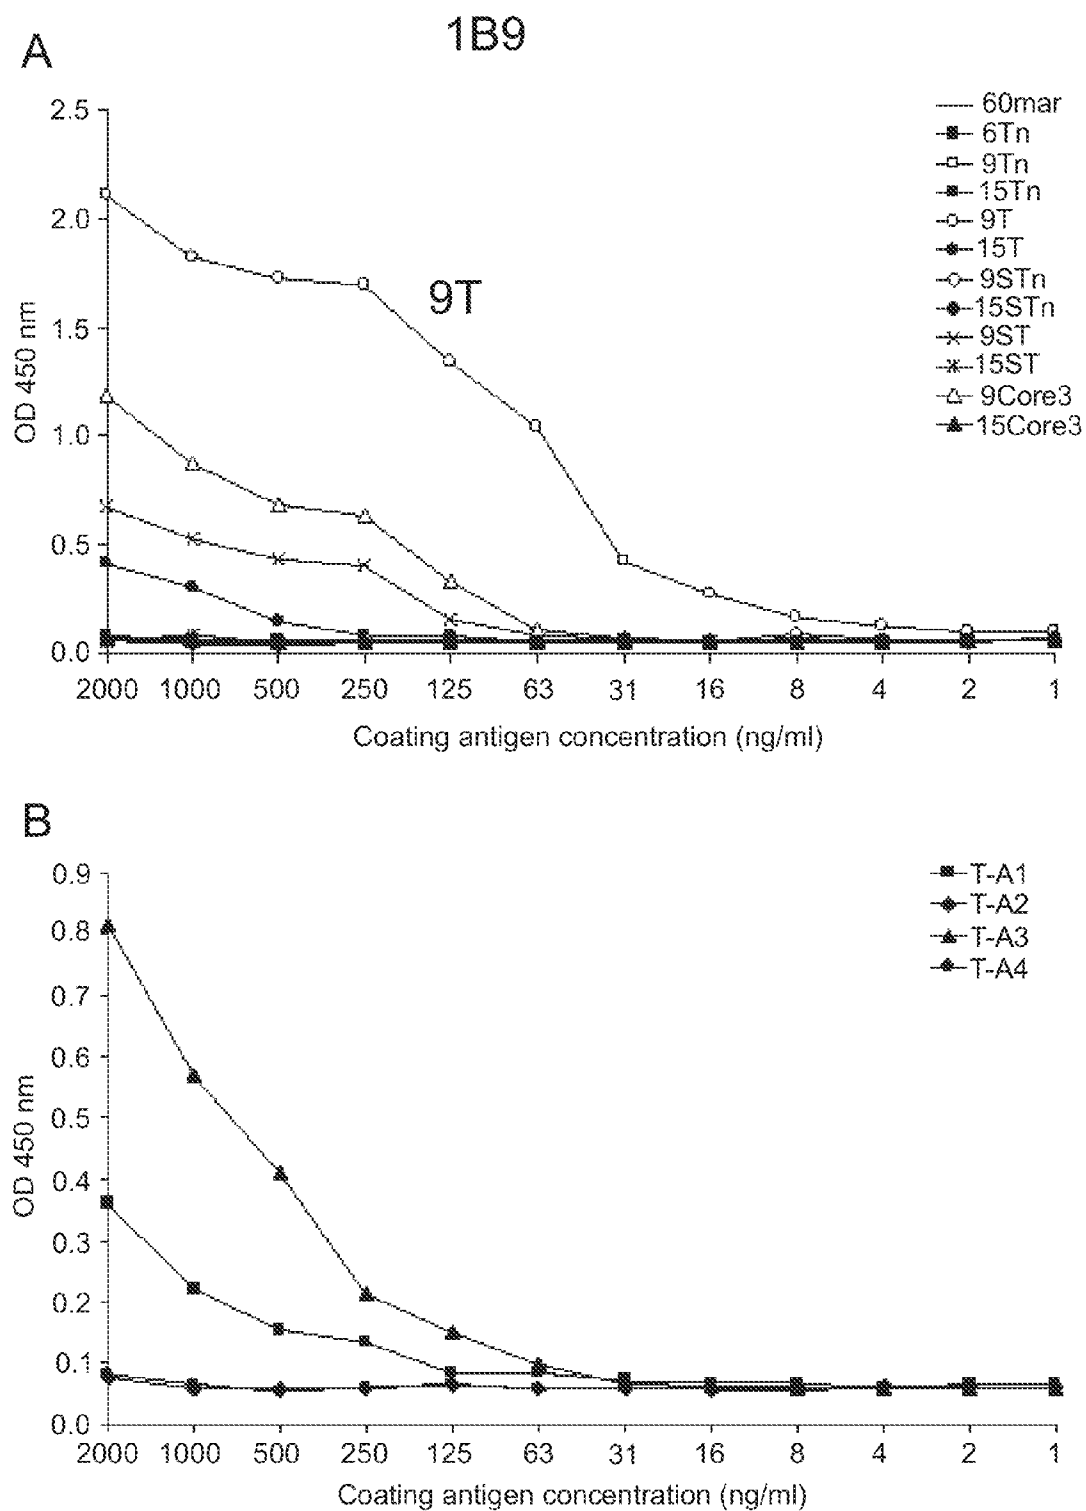 1B9
A
2.5
2.0
1.5
1.0
0.5
0.0
OD 450 nm
9T
60mar
6Tn
9Tn
15Tn
9T
15T
9STn
15STn
9ST
15ST
9Core3
15Core3
2000 1000 500 250 125 63 31 16 8 4 2 1
Coating antigen concentration (ng/ml)
B
0.9
0.8
0.7
0.6
0.5
0.4
0.3
0.2
0.1
0.0
OD 450 nm
T-A1
T-A2
T-A3
T-A4
2000 1000 500 250 125 63 31 16 8 4 2 1
Coating antigen concentration (ng/ml)